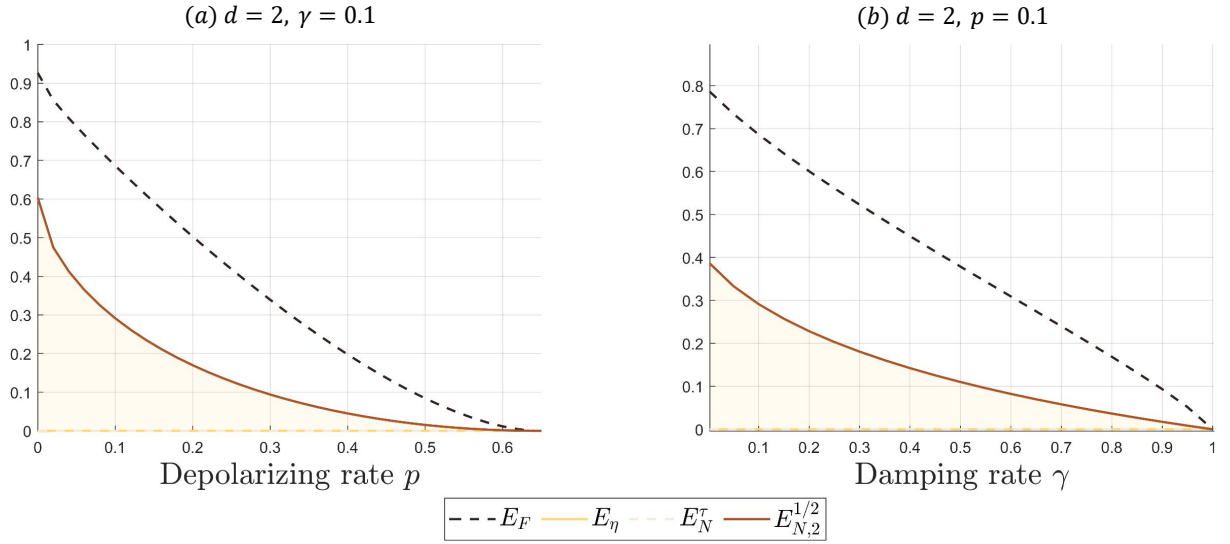 (a) d = 2, γ = 0.1
1
0.9
0.8
0.7
0.6
0.5
0.4
0.3
0.2
0.1
0
0 0.1 0.2 0.3 0.4 0.5 0.6
Depolarizing rate p
(b) d = 2, p = 0.1
0.8
0.7
0.6
0.5
0.4
0.3
0.2
0.1
0
0.1 0.2 0.3 0.4 0.5 0.6 0.7 0.8 0.9 1
Damping rate γ
E_F E_η E_N^τ E_{N,2}^{1/2}